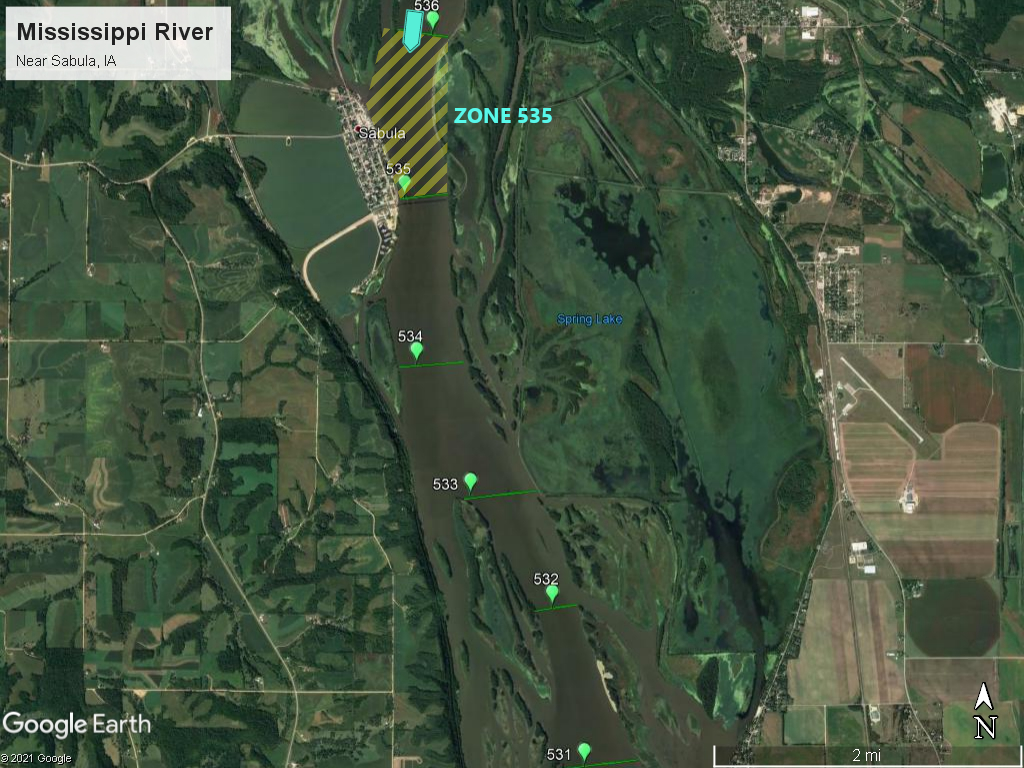 Mississippi River
Near Sabula, IA
536
ZONE 535
Sabula
535
Spring Lake
534
533
532
531
Google Earth
© 2021 Google
N
2 mi